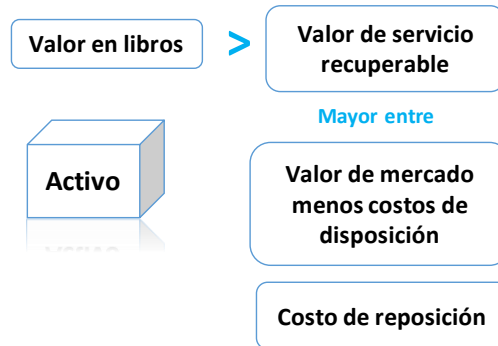 Valor en libros
>
Valor de servicio
recuperable
Mayor entre
Activo
Valor de mercado
menos costos de
disposición
Costo de reposición